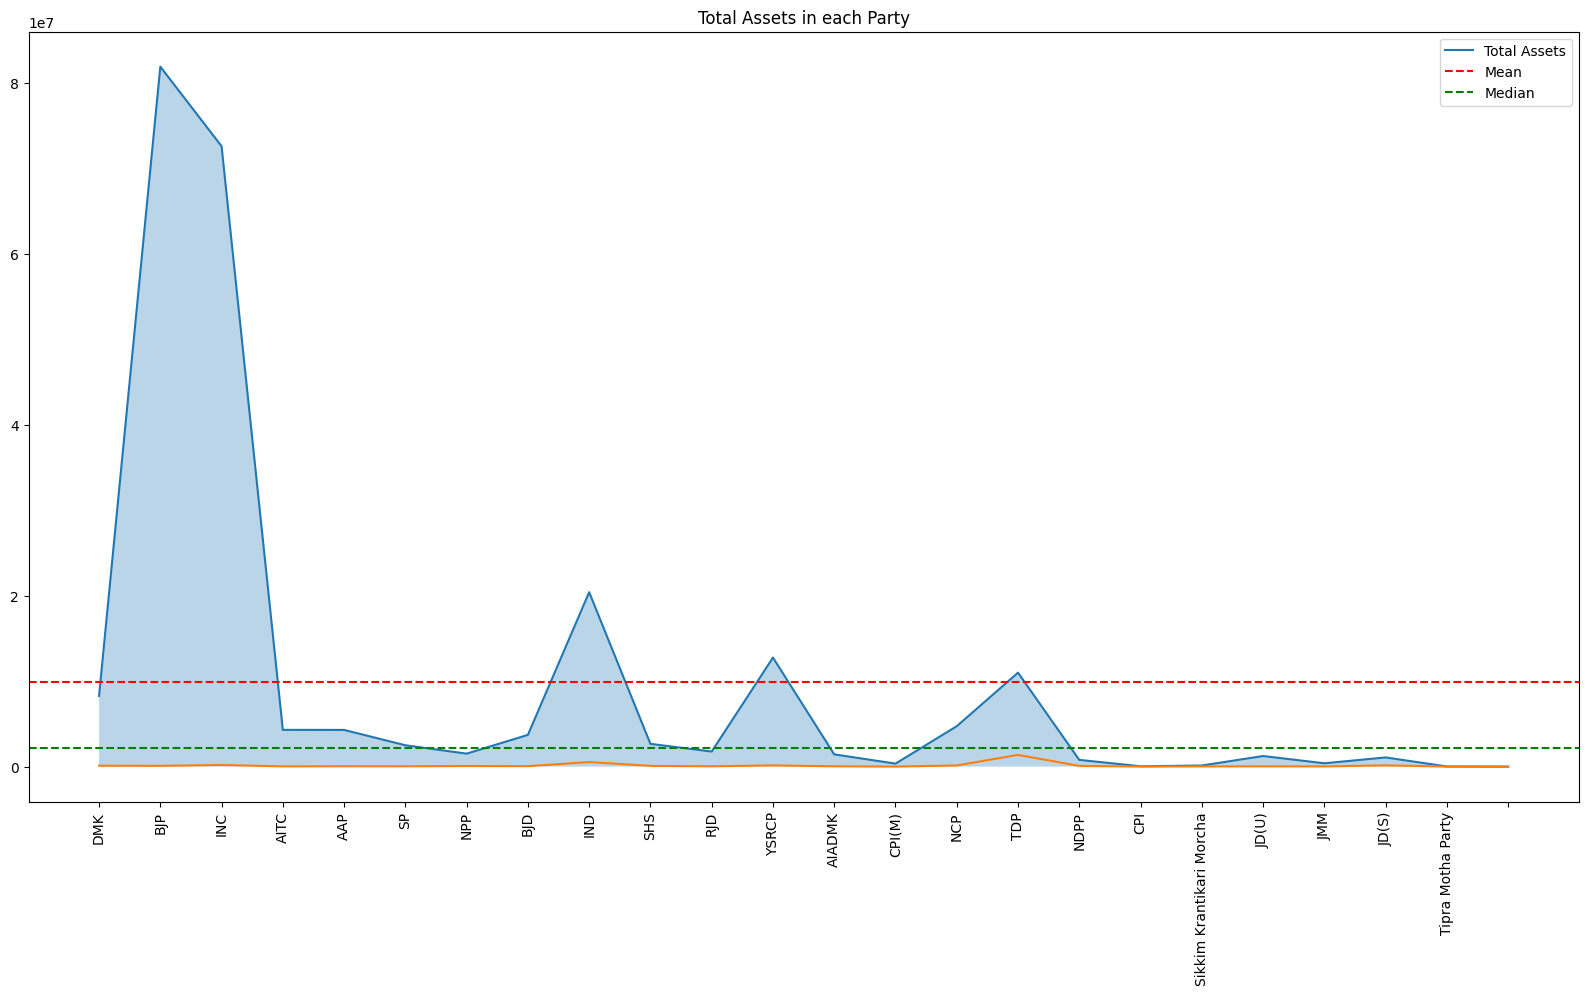 Total Assets in each Party
1e7
Total Assets
Mean
Median
8
6
4
2
0
DMK
BJP
INC
AITC
AAP
SP
NPP
BJD
IND
SHS
RJD
YSRCP
AIADMK
CPI(M)
NCP
TDP
NDPP
CPI
Sikkim Krantikari Morcha
JD(U)
JMM
JD(S)
Tipra Motha Party